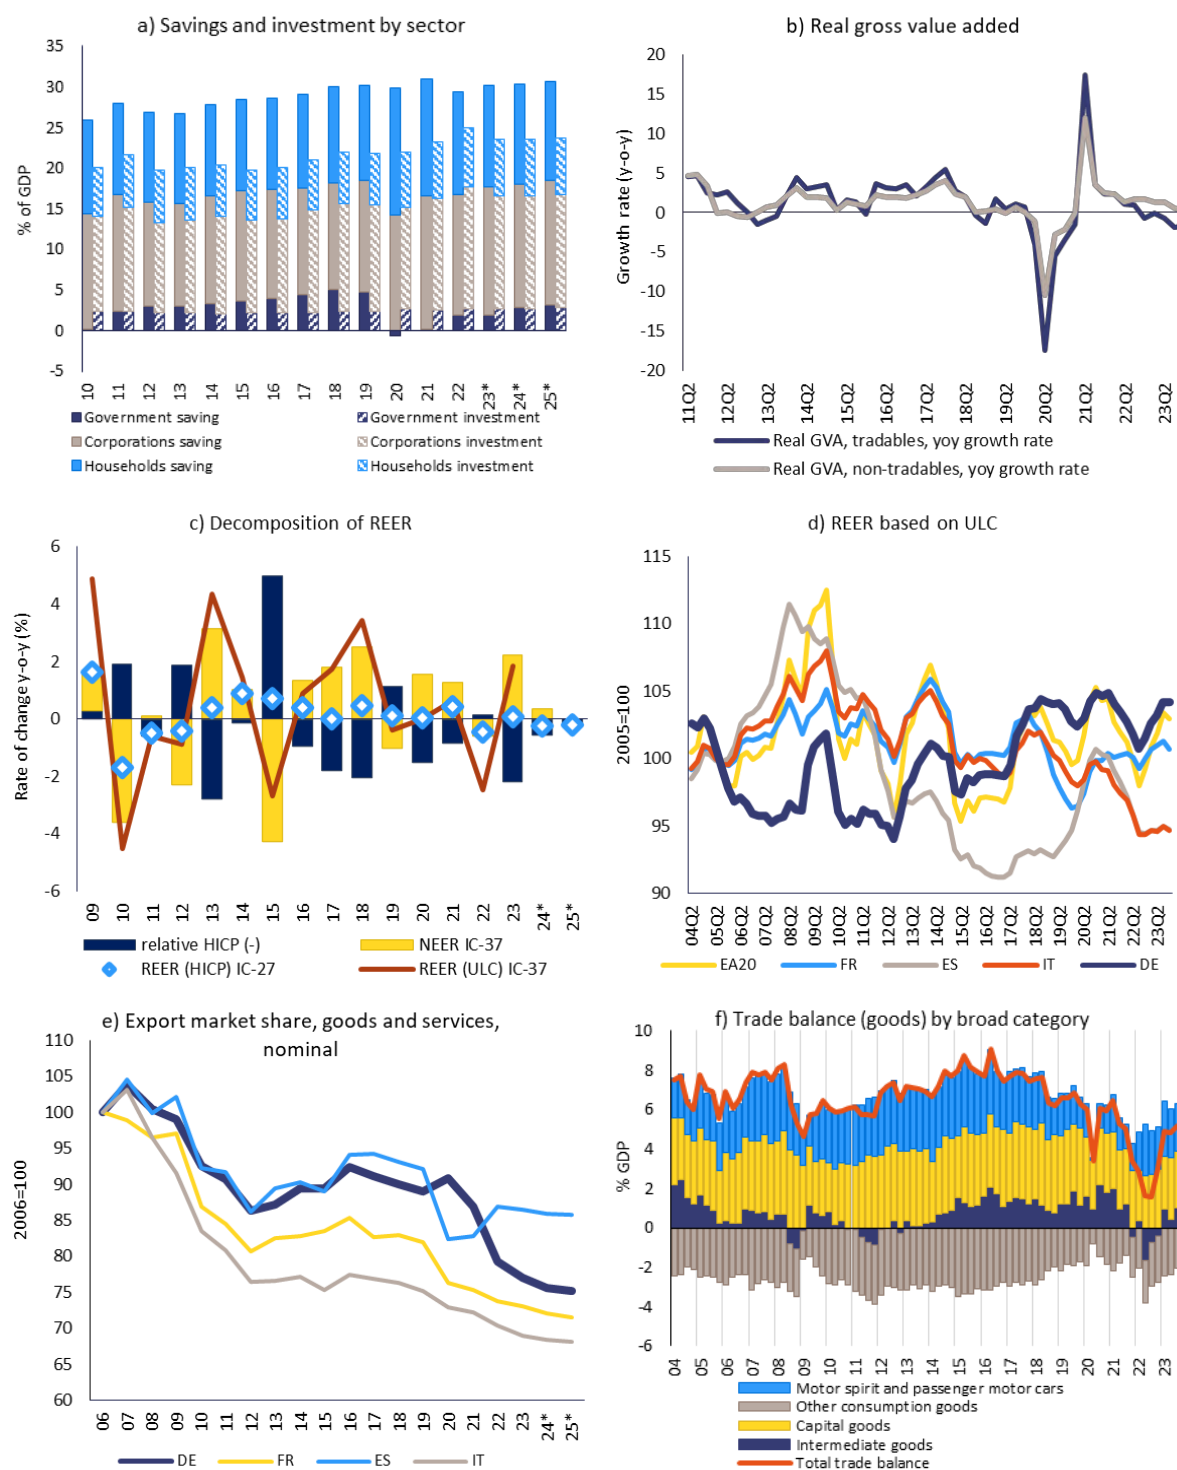 a) Savings and investment by sector
% of GDP
35
30
25
20
15
10
5
0
-5
10 11 12 13 14 15 16 17 18 19 20 21 22 23* 24* 25*
Government saving Government investment
Corporations saving Corporations investment
Households saving Households investment
b) Real gross value added
Growth rate (y-o-y)
20
15
10
5
0
-5
-10
-15
-20
11Q2 12Q2 13Q2 14Q2 15Q2 16Q2 17Q2 18Q2 19Q2 20Q2 21Q2 22Q2 23Q2
Real GVA, tradables, yoy growth rate
Real GVA, non-tradables, yoy growth rate
c) Decomposition of REER
Rate of change y-o-y (%)
6
4
2
0
-2
-4
-6
09 10 11 12 13 14 15 16 17 18 19 20 21 22 23 24* 25*
relative HICP (-) NEER IC-37
REER (HICP) IC-27 REER (ULC) IC-37
d) REER based on ULC
2005=100
115
110
105
100
95
90
04Q2 05Q2 06Q2 07Q2 08Q2 09Q2 10Q2 11Q2 12Q2 13Q2 14Q2 15Q2 16Q2 17Q2 18Q2 19Q2 20Q2 21Q2 22Q2 23Q2
EA20 FR ES IT DE
e) Export market share, goods and services,
nominal
2006=100
110
105
100
95
90
85
80
75
70
65
60
06 07 08 09 10 11 12 13 14 15 16 17 18 19 20 21 22 23 24* 25*
DE FR ES IT
f) Trade balance (goods) by broad category
% GDP
10
8
6
4
2
0
-2
-4
-6
04 05 06 07 08 09 10 11 12 13 14 15 16 17 18 19 20 21 22 23
Motor spirit and passenger motor cars
Other consumption goods
Capital goods
Intermediate goods
Total trade balance